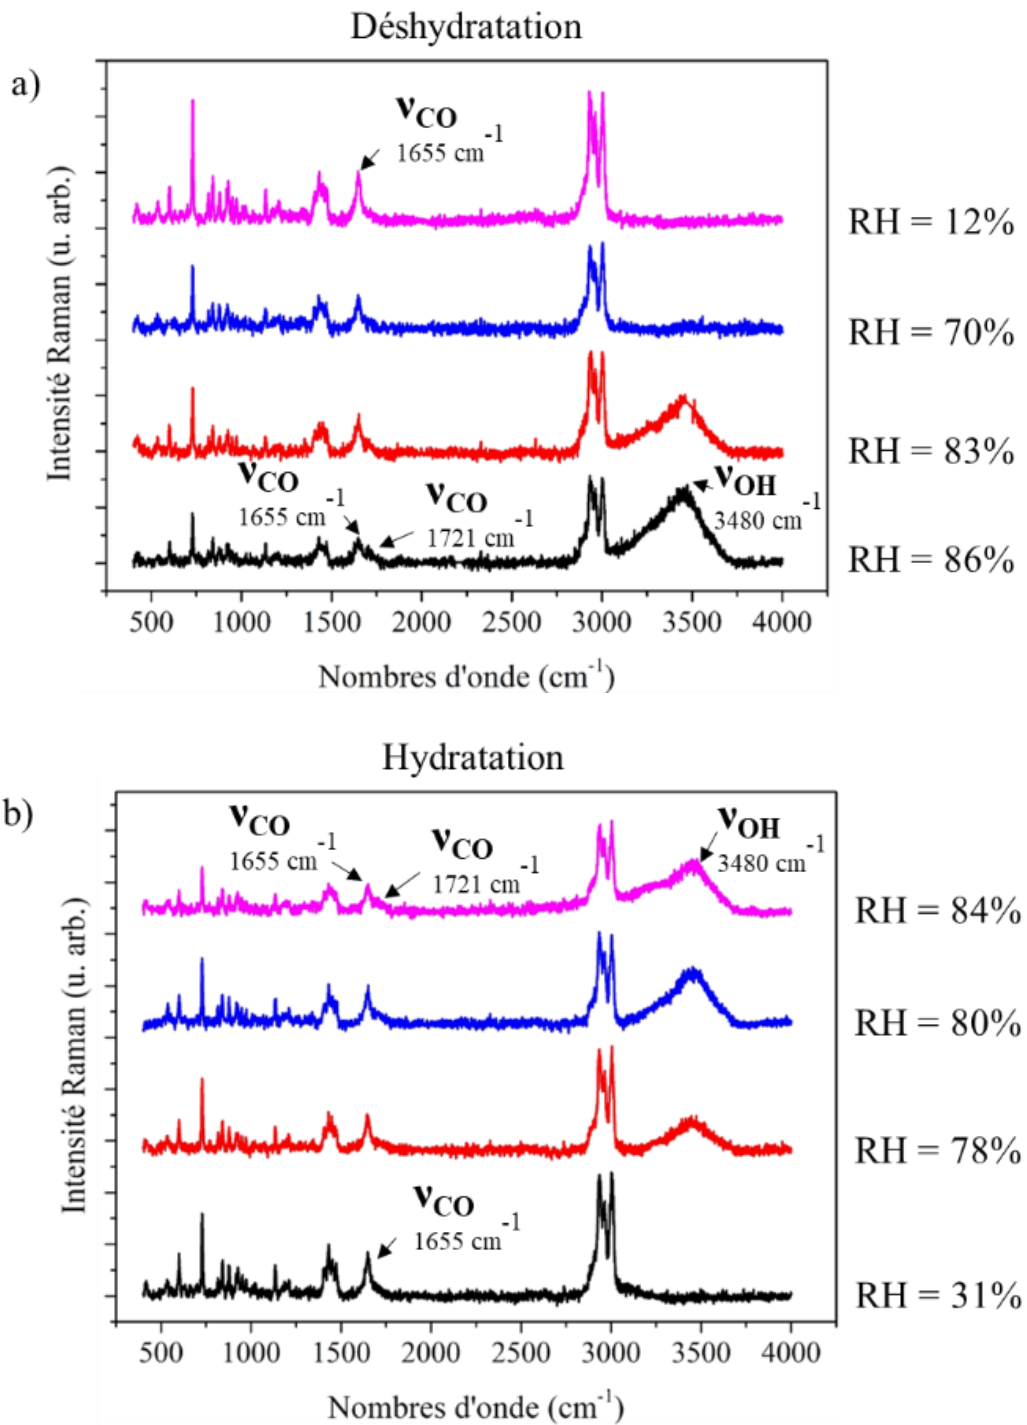 Déshydratation
a)
Intensité Raman (u. arb.)
νCO
1655 cm-1
RH = 12%
RH = 70%
RH = 83%
νCO
1655 cm-1
νCO
1721 cm-1
νOH
3480 cm-1
RH = 86%
500 1000 1500 2000 2500 3000 3500 4000
Nombres d'onde (cm-1)
Hydratation
b)
Intensité Raman (u. arb.)
νCO
1655 cm-1
νCO
1721 cm-1
νOH
3480 cm-1
RH = 84%
RH = 80%
RH = 78%
νCO
1655 cm-1
RH = 31%
500 1000 1500 2000 2500 3000 3500 4000
Nombres d'onde (cm-1)